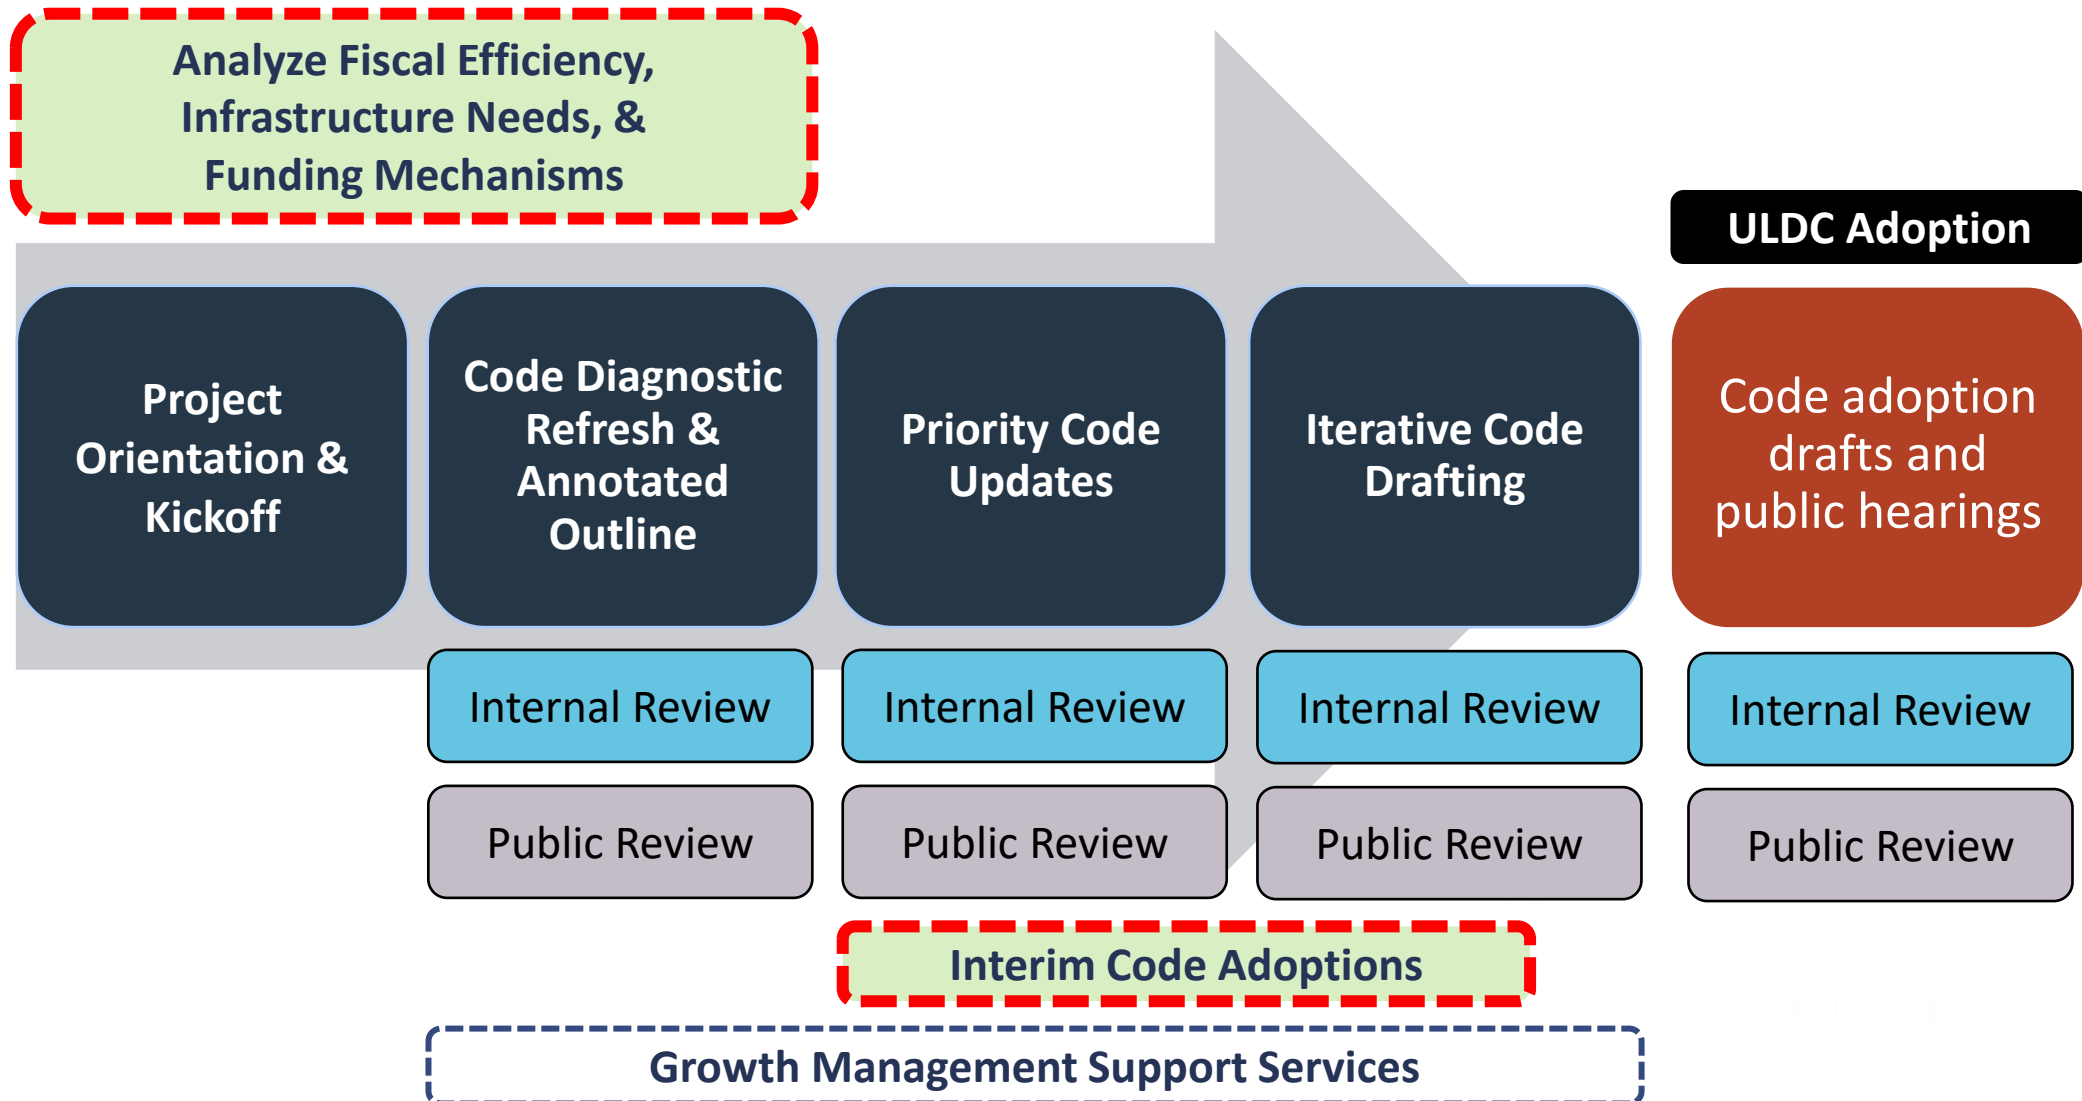 Analyze Fiscal Efficiency,
Infrastructure Needs, &
Funding Mechanisms
ULDC Adoption
Project
Orientation &
Kickoff
Code Diagnostic
Refresh &
Annotated
Outline
Priority Code
Updates
Iterative Code
Drafting
Code adoption
drafts and
public hearings
Internal Review
Internal Review
Internal Review
Internal Review
Public Review
Public Review
Public Review
Public Review
Interim Code Adoptions
Growth Management Support Services